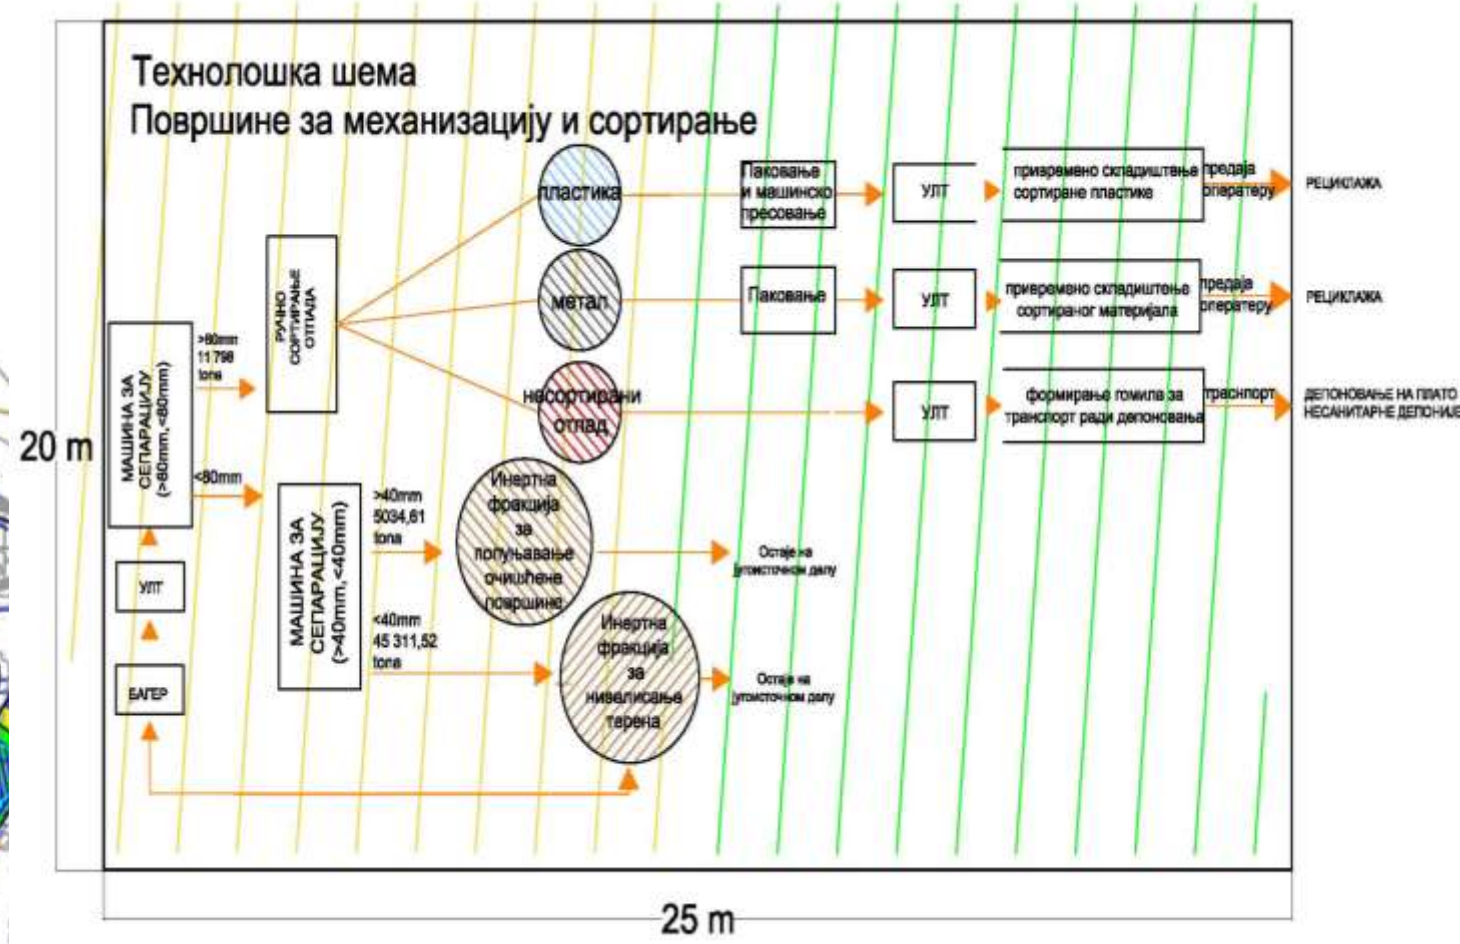 Технолошка шема
Површине за механизацију и сортирање
пластика
Паковање
и машинско
пресовање
УЛТ
привремено складиштење
сортиране пластике
предаја
оператеру
РЕЦИКЛАЖА
РУЧНО
СОРТИРАЊЕ
ОТПАДА
метал
Паковање
УЛТ
привремено складиштење
сортираног материјала
предаја
оператеру
РЕЦИКЛАЖА
МАШИНА ЗА
СЕПАРАЦИЈУ
(>80mm,<80mm)
>80mm
11 798
tona
несортирани
отпад
УЛТ
формирање гомила за
транспорт ради депоновања
транспорт
ДЕПОНОВАЊЕ НА ПЛАТО
НЕСАНИТАРНЕ ДЕПОНИЈЕ
20 m
<80mm
МАШИНА ЗА
СЕПАРАЦИЈУ
(>40mm,<40mm)
>40mm
5034,61
tona
Инертна
фракција
за
попуњавање
очишћене
површине
Остаје на
југоисточном делу
УЛТ
<40mm
45 311,52
tona
Инертна
фракција
за
нивелисање
терена
Остаје на
југоисточном делу
БАГЕР
25 m